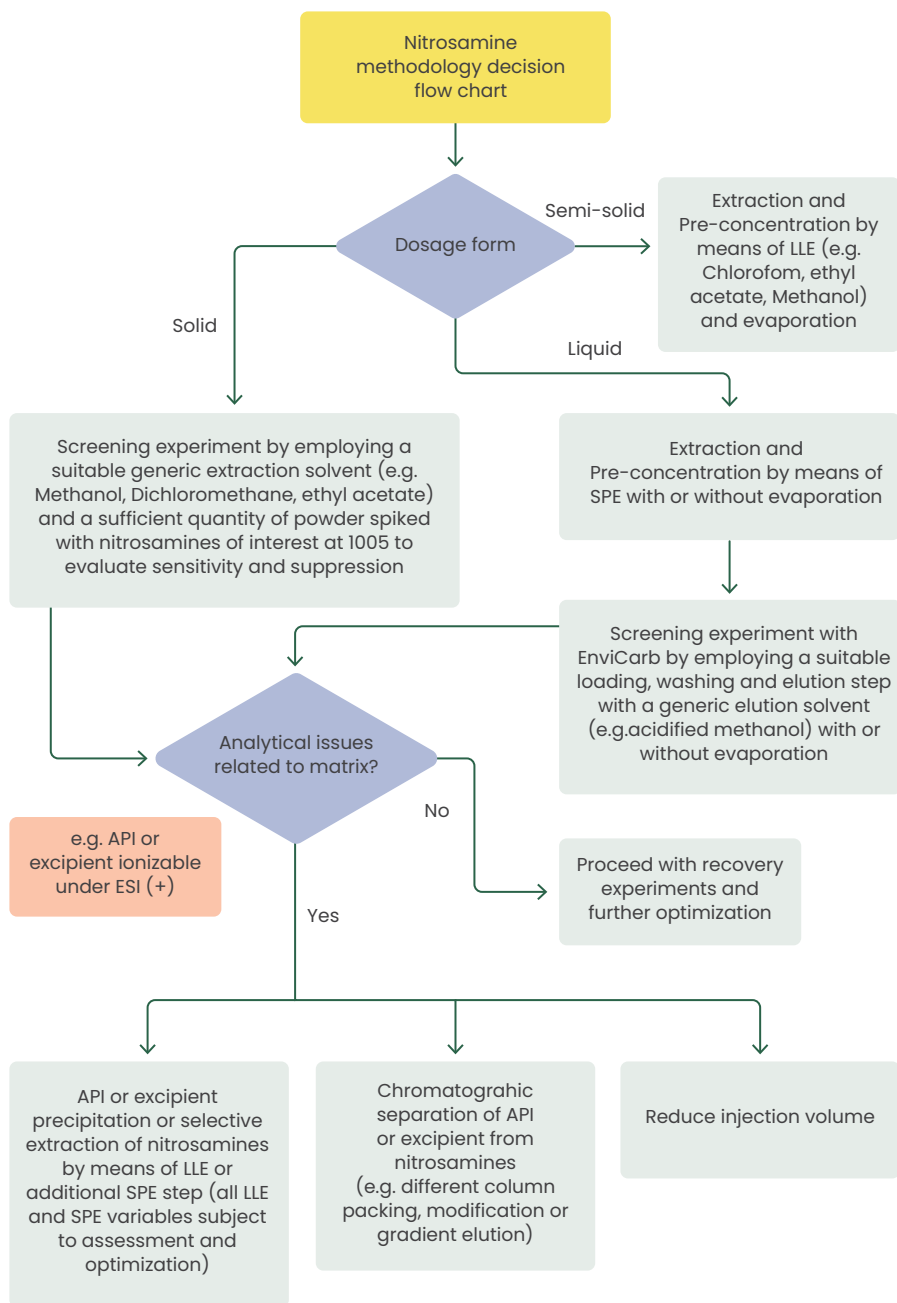 Nitrosamine
methodology decision
flow chart
Dosage form
Semi-solid
Extraction and
Pre-concentration by
means of LLE (e.g.
Chlorofom, ethyl
acetate, Methanol)
and evaporation
Solid
Liquid
Screening experiment by employing a
suitable generic extraction solvent (e.g.
Methanol, Dichloromethane, ethyl acetate)
and a sufficient quantity of powder spiked
with nitrosamines of interest at 1005 to
evaluate sensitivity and suppression
Extraction and
Pre-concentration by means of
SPE with or without evaporation
Screening experiment with
EnviCarb by employing a suitable
loading, washing and elution step
with a generic elution solvent
(e.g.acidified methanol) with or
without evaporation
Analytical issues
related to matrix?
No
e.g. API or
excipient ionizable
under ESI (+)
Proceed with recovery
experiments and
further optimization
Yes
API or excipient
precipitation or selective
extraction of nitrosamines
by means of LLE or
additional SPE step (all LLE
and SPE variables subject
to assessment and
optimization)
Chromatograhic
separation of API
or excipient from
nitrosamines
(e.g. different column
packing, modification or
gradient elution)
Reduce injection volume